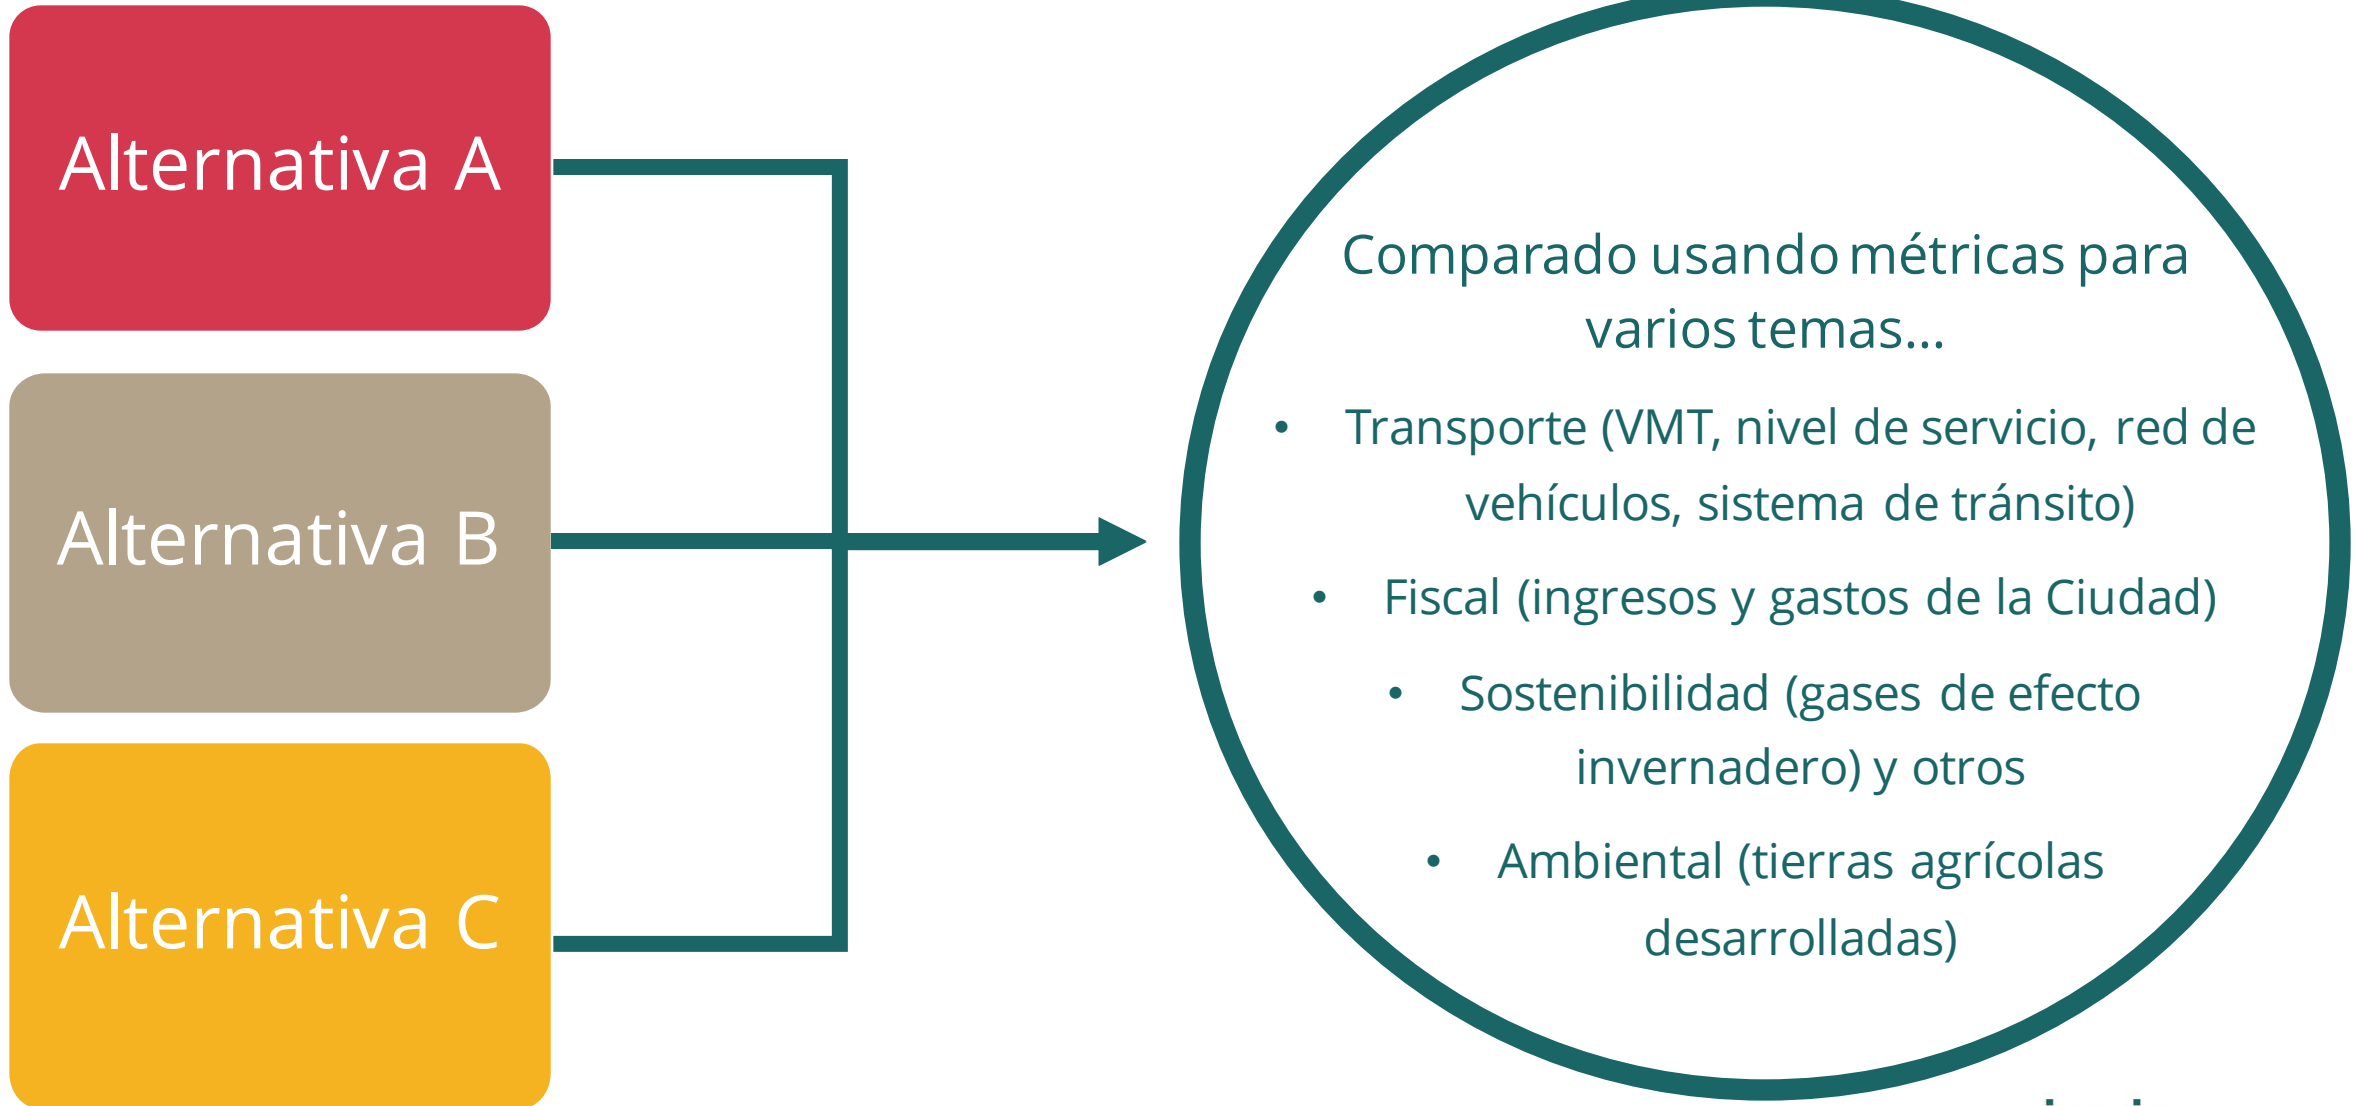 Alternativa A
Alternativa B
Alternativa C
Comparado usando métricas para
varios temas...
• Transporte (VMT, nivel de servicio, red de
vehículos, sistema de tránsito)
• Fiscal (ingresos y gastos de la Ciudad)
• Sostenibilidad (gases de efecto
invernadero) y otros
• Ambiental (tierras agrícolas
desarrolladas)